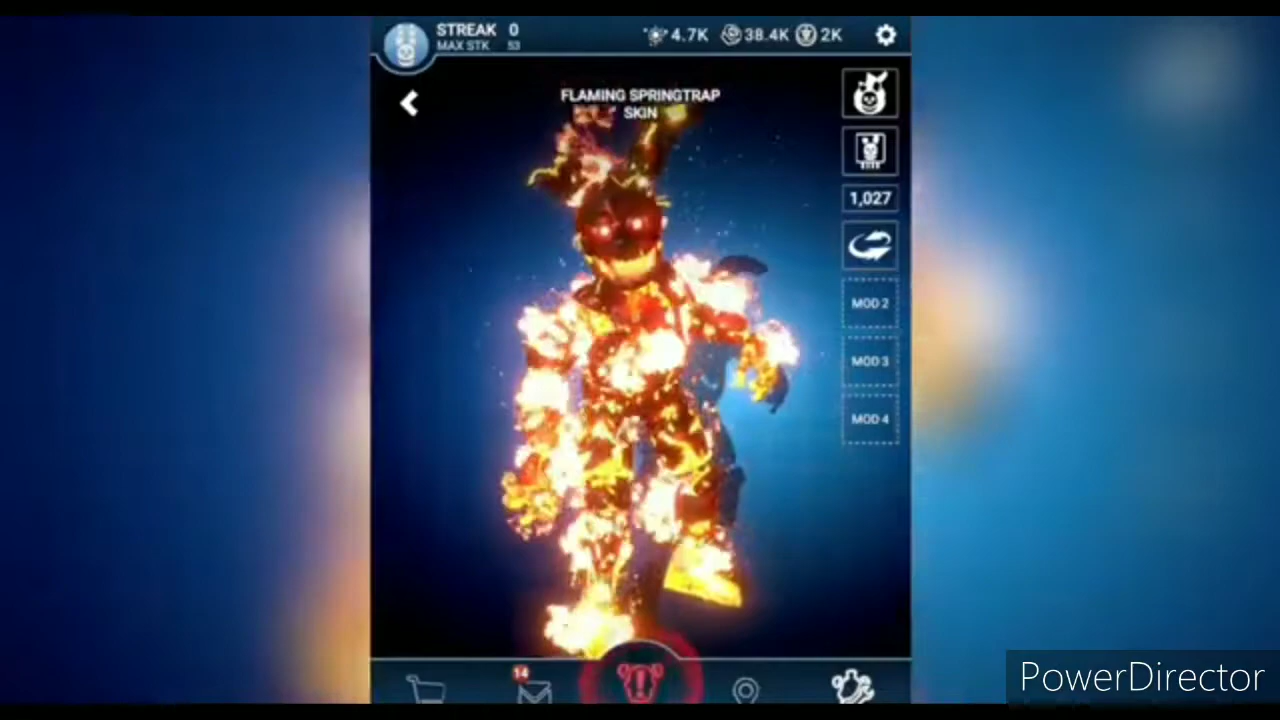 STREAK 0
MAX STK 53
4.7K 38.4K 2K
FLAMING SPRINGTRAP
SKIN
1,027
MOD 2
MOD 3
MOD 4
14
PowerDirector